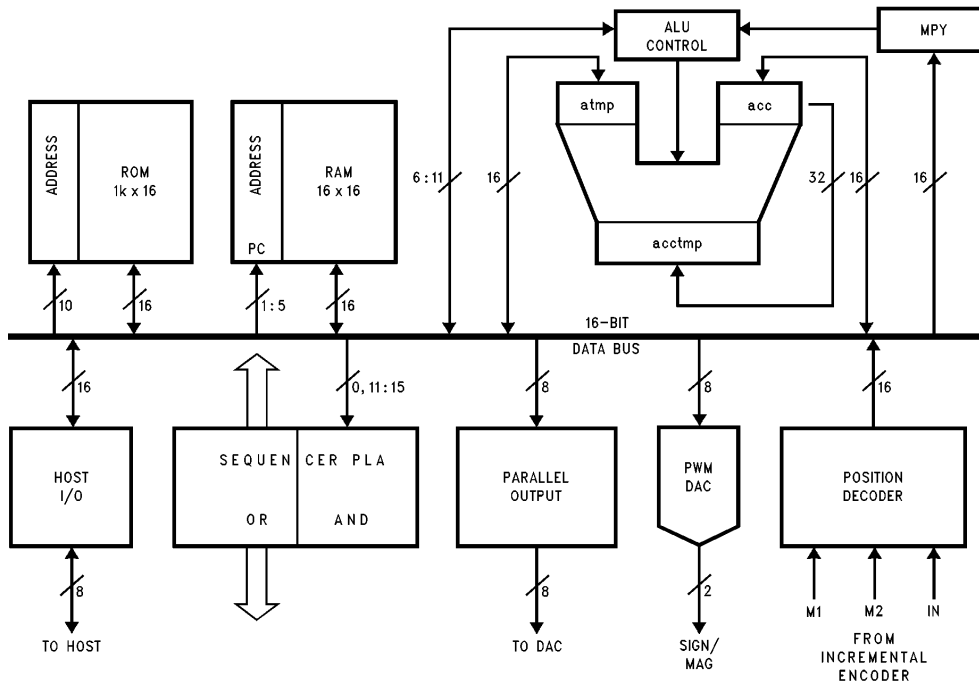 ALU
CONTROL
MPY
atmp
acc
ADDRESS
ROM
1k x 16
ADDRESS
PC
RAM
16 x 16
6:11
16
32
16
16
acctmp
10
16
1:5
16
16-BIT
DATA BUS
16
0, 11:15
8
8
16
HOST
I/O
SEQUEN CER PLA
OR AND
PARALLEL
OUTPUT
PWM
DAC
POSITION
DECODER
8
8
2
M1
M2
IN
TO HOST
TO DAC
SIGN/
MAG
FROM
INCREMENTAL
ENCODER